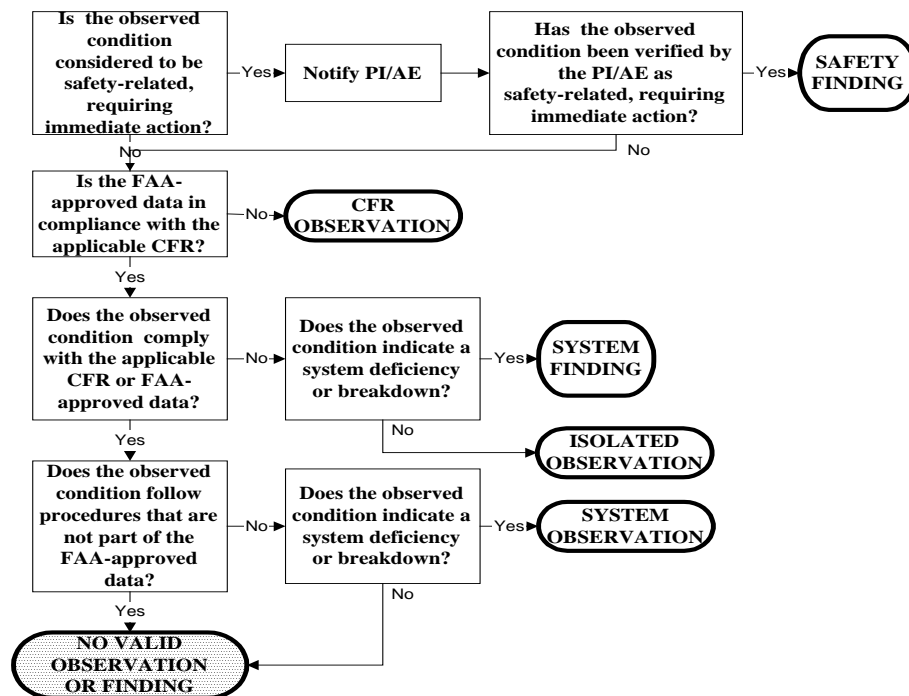 Is the observed
condition
considered to be
safety-related,
requiring
immediate action?
Yes
Notify PI/AE
Has the observed
condition been verified by
the PI/AE as
safety-related, requiring
immediate action?
Yes
SAFETY
FINDING
No
No
Is the FAA-
approved data in
compliance with the
applicable CFR?
No
CFR
OBSERVATION
Yes
Does the observed
condition comply
with the applicable
CFR or FAA-
approved data?
No
Does the observed
condition indicate a
system deficiency
or breakdown?
Yes
SYSTEM
FINDING
No
ISOLATED
OBSERVATION
Yes
Does the observed
condition follow
procedures that are
not part of the
FAA-approved
data?
No
Does the observed
condition indicate a
system deficiency
or breakdown?
Yes
SYSTEM
OBSERVATION
No
Yes
NO VALID
OBSERVATION
OR FINDING